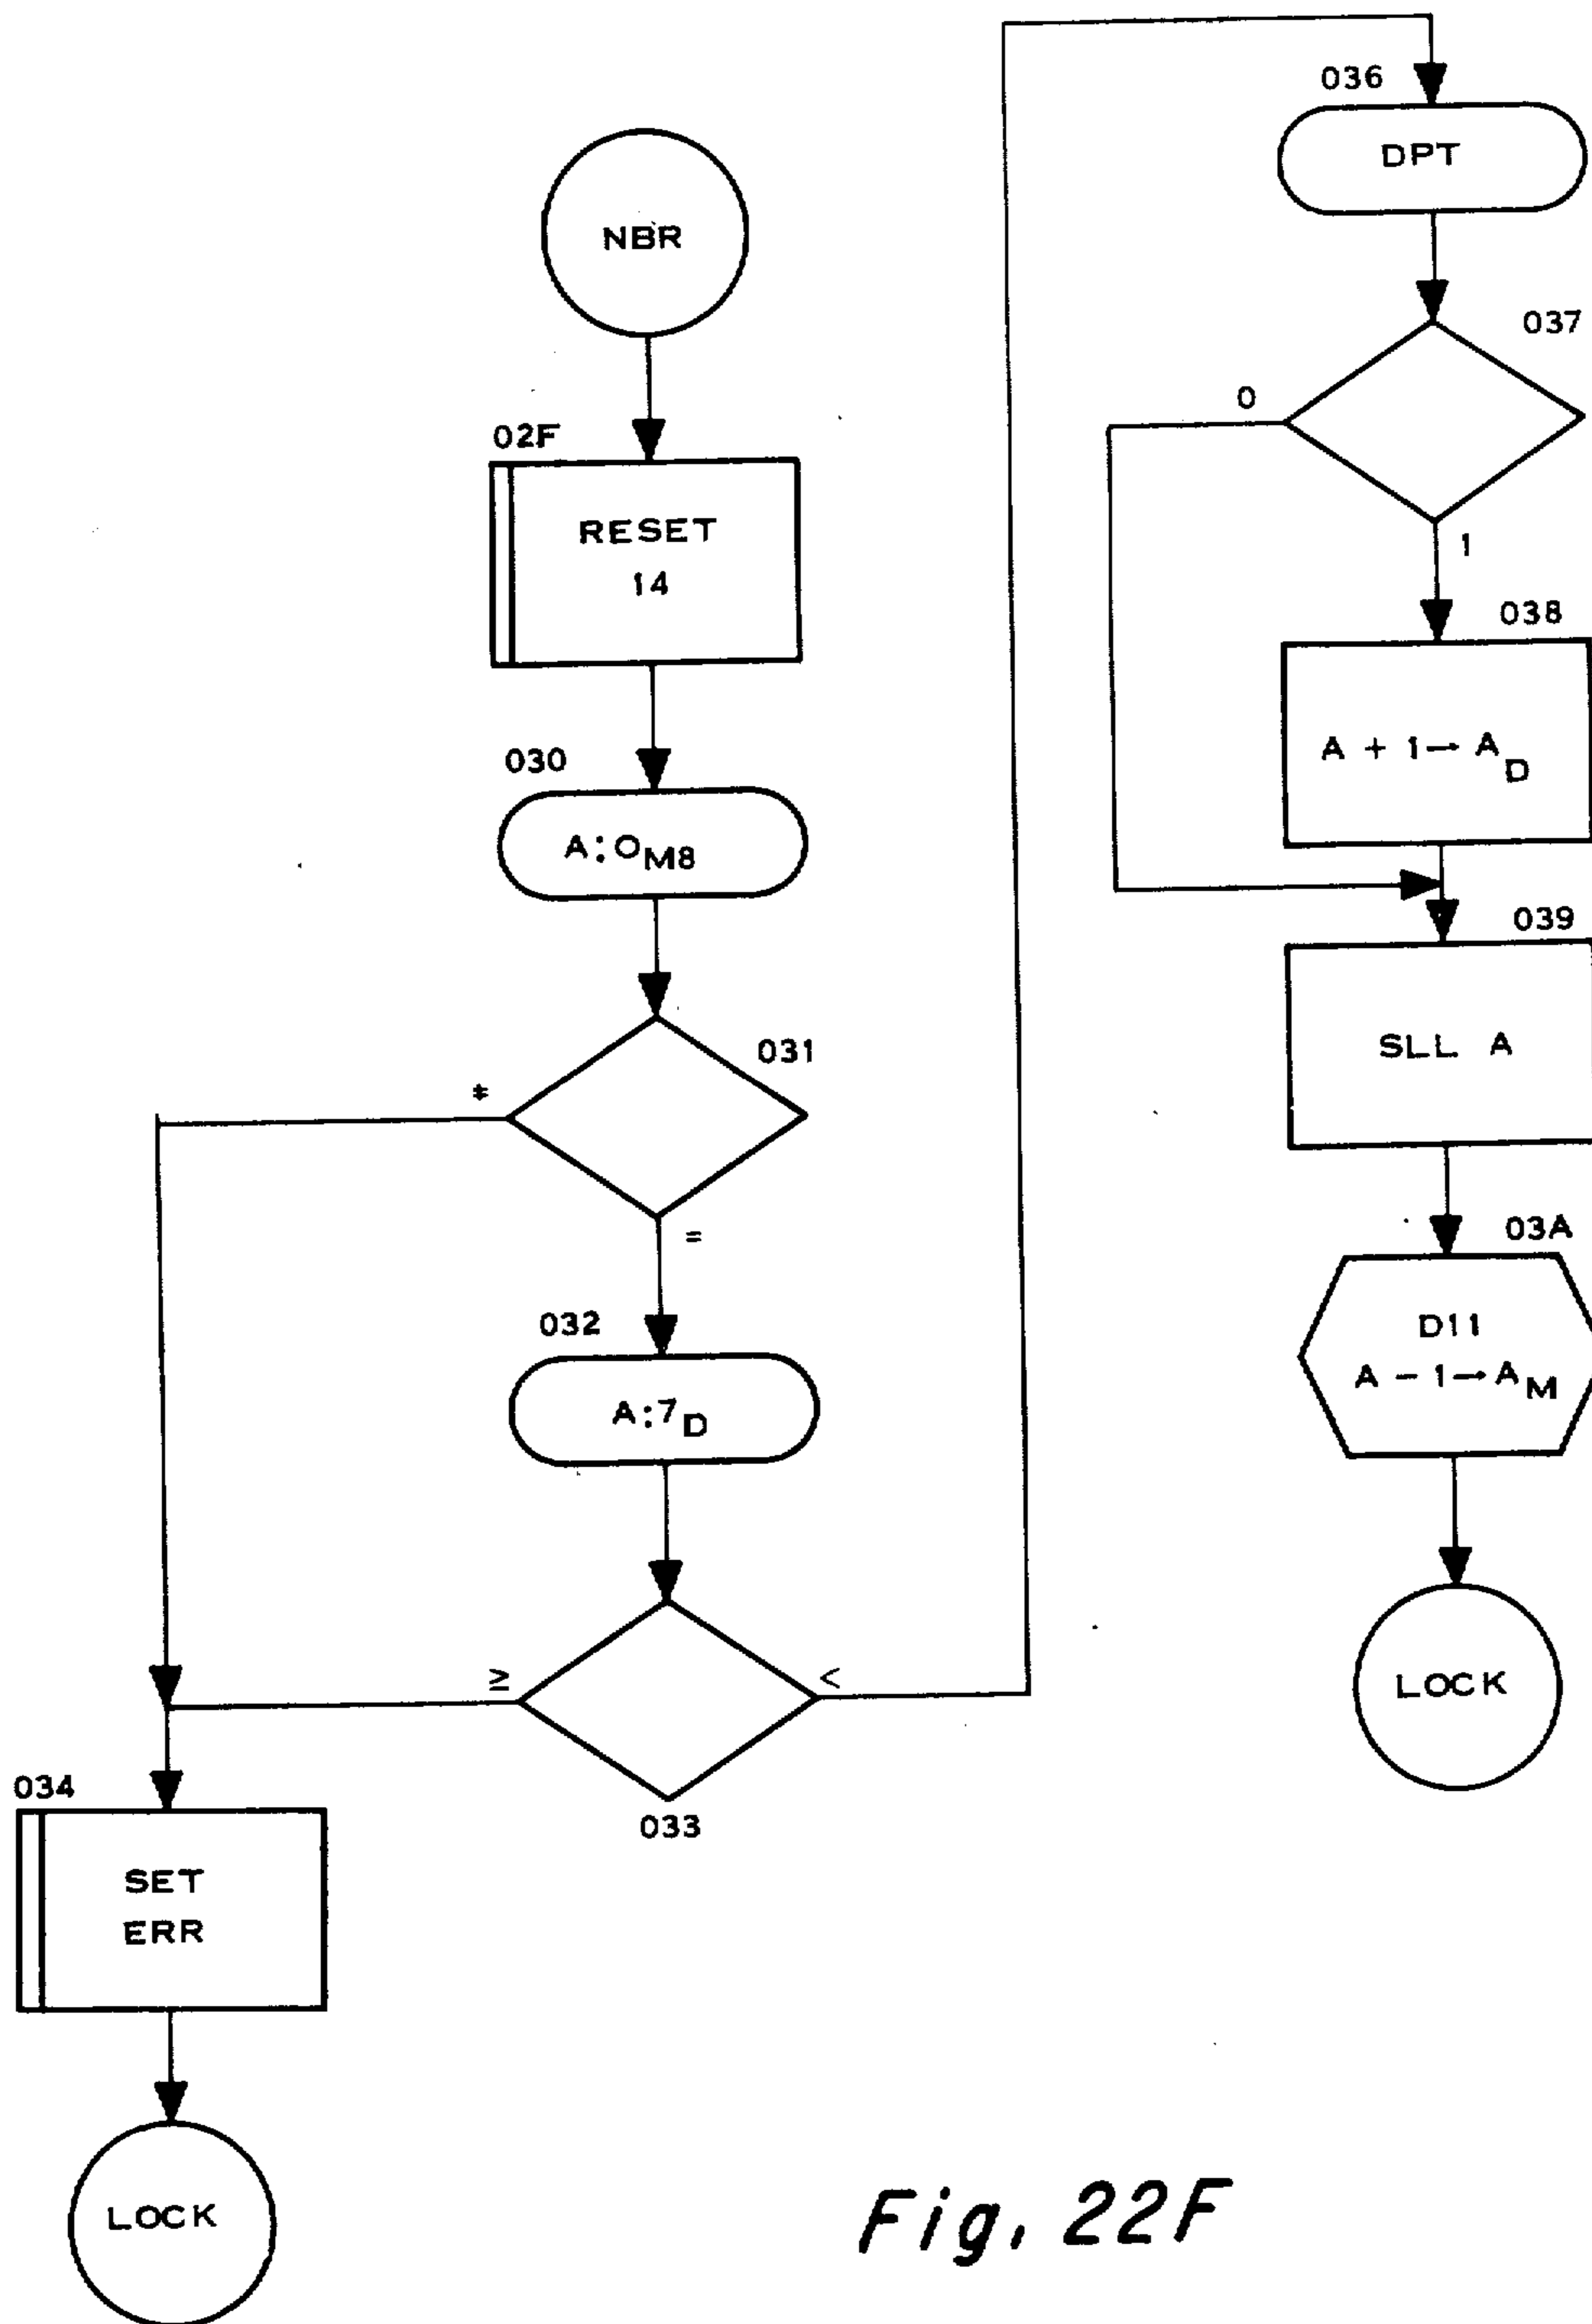 NBR
02F
RESET
14
030
A:0M8
031
≠
=
032
A:7D
≥
<
033
034
SET
ERR
LOCK
036
DPT
037
0
1
038
A + 1→ AD
039
SLL A
03A
D11
A - 1→AM
LOCK
Fig. 22F